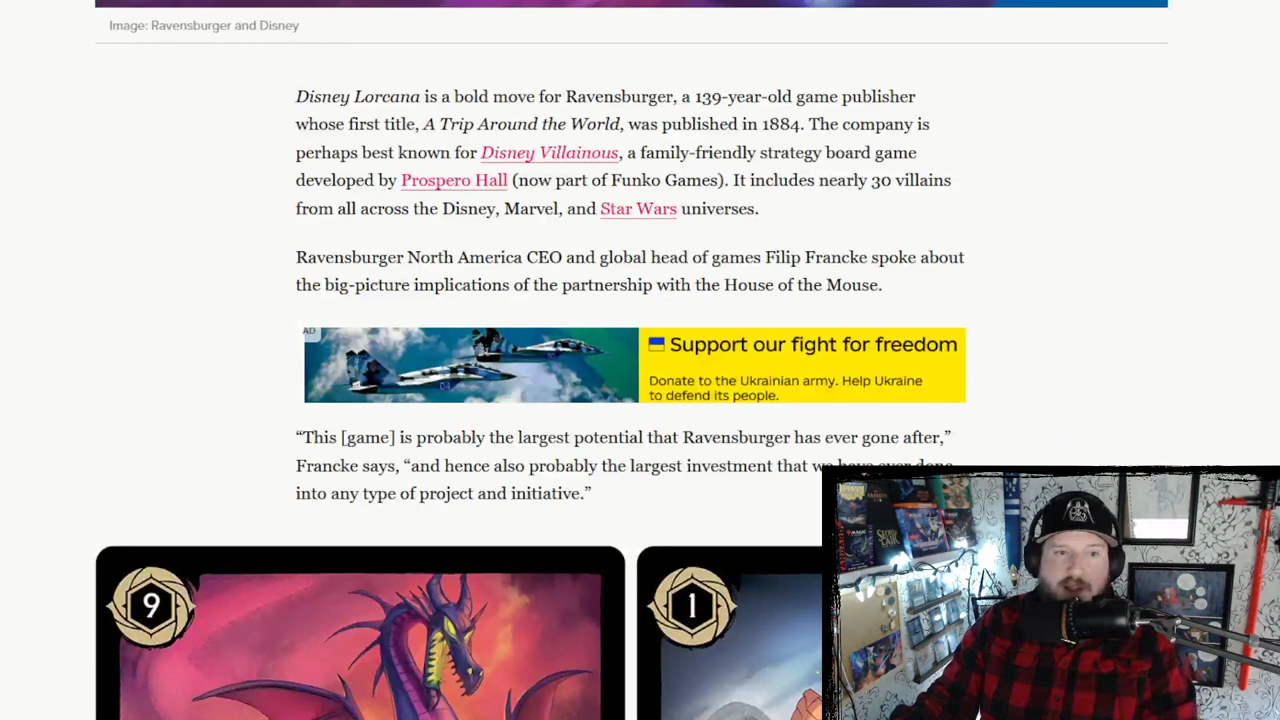 Image: Ravensburger and Disney
Disney Lorcana is a bold move for Ravensburger, a 139-year-old game publisher
whose first title, A Trip Around the World, was published in 1884. The company is
perhaps best known for Disney Villainous, a family-friendly strategy board game
developed by Prospero Hall (now part of Funko Games). It includes nearly 30 villains
from all across the Disney, Marvel, and Star Wars universes.
Ravensburger North America CEO and global head of games Filip Francke spoke about
the big-picture implications of the partnership with the House of the Mouse.
AD
Support our fight for freedom
Donate to the Ukrainian army. Help Ukraine
to defend its people.
“This [game] is probably the largest potential that Ravensburger has ever gone after,”
Francke says, “and hence also probably the largest investment that we have ever done
into any type of project and initiative.”
9
1